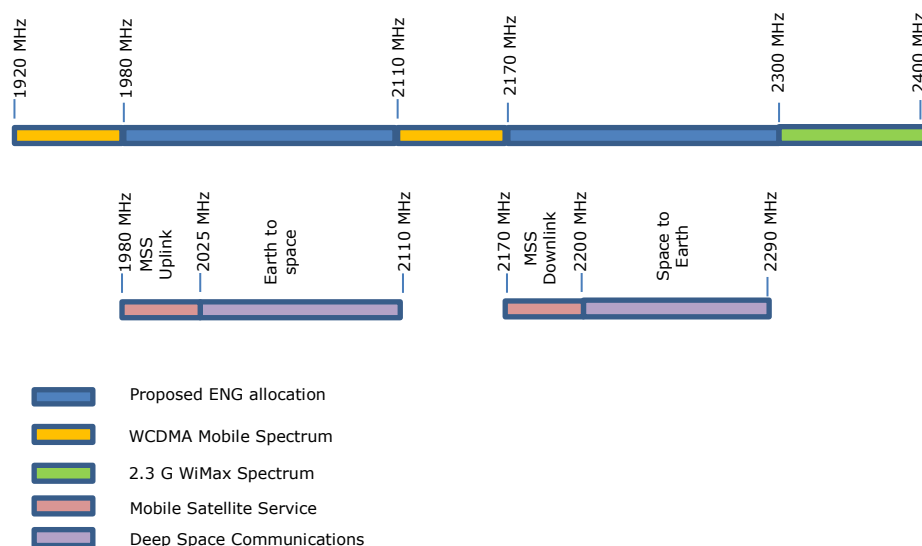 1920 MHz
1980 MHz
2110 MHz
2170 MHz
2300 MHz
2400 MHz
1980 MHz
MSS
Uplink
2025 MHz
Earth to
space
2110 MHz
2170 MHz
MSS
Downlink
2200 MHz
Space to
Earth
2290 MHz
Proposed ENG allocation
WCDMA Mobile Spectrum
2.3 G WiMax Spectrum
Mobile Satellite Service
Deep Space Communications